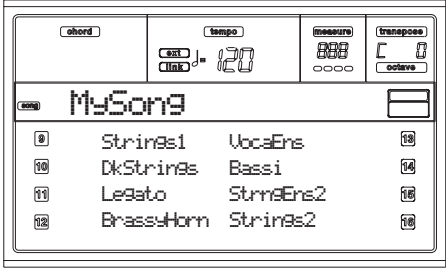 chord tempo measure transpose
ext link ♩= 120 888 C 0
octave
song MySong
9 Strings1 VocaEns 13
10 DkStrings Bassi 14
11 Legato StrngEns2 15
12 BrassyHorn Strings2 16